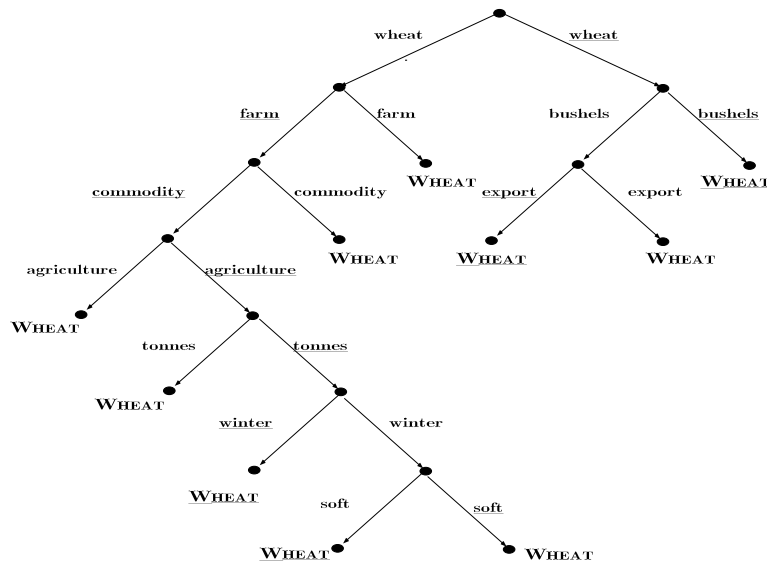 wheat
wheat
farm
farm
bushels
bushels
WHEAT
WHEAT
commodity
commodity
export
export
WHEAT
WHEAT
WHEAT
agriculture
agriculture
WHEAT
tonnes
tonnes
WHEAT
winter
winter
WHEAT
soft
soft
WHEAT
WHEAT